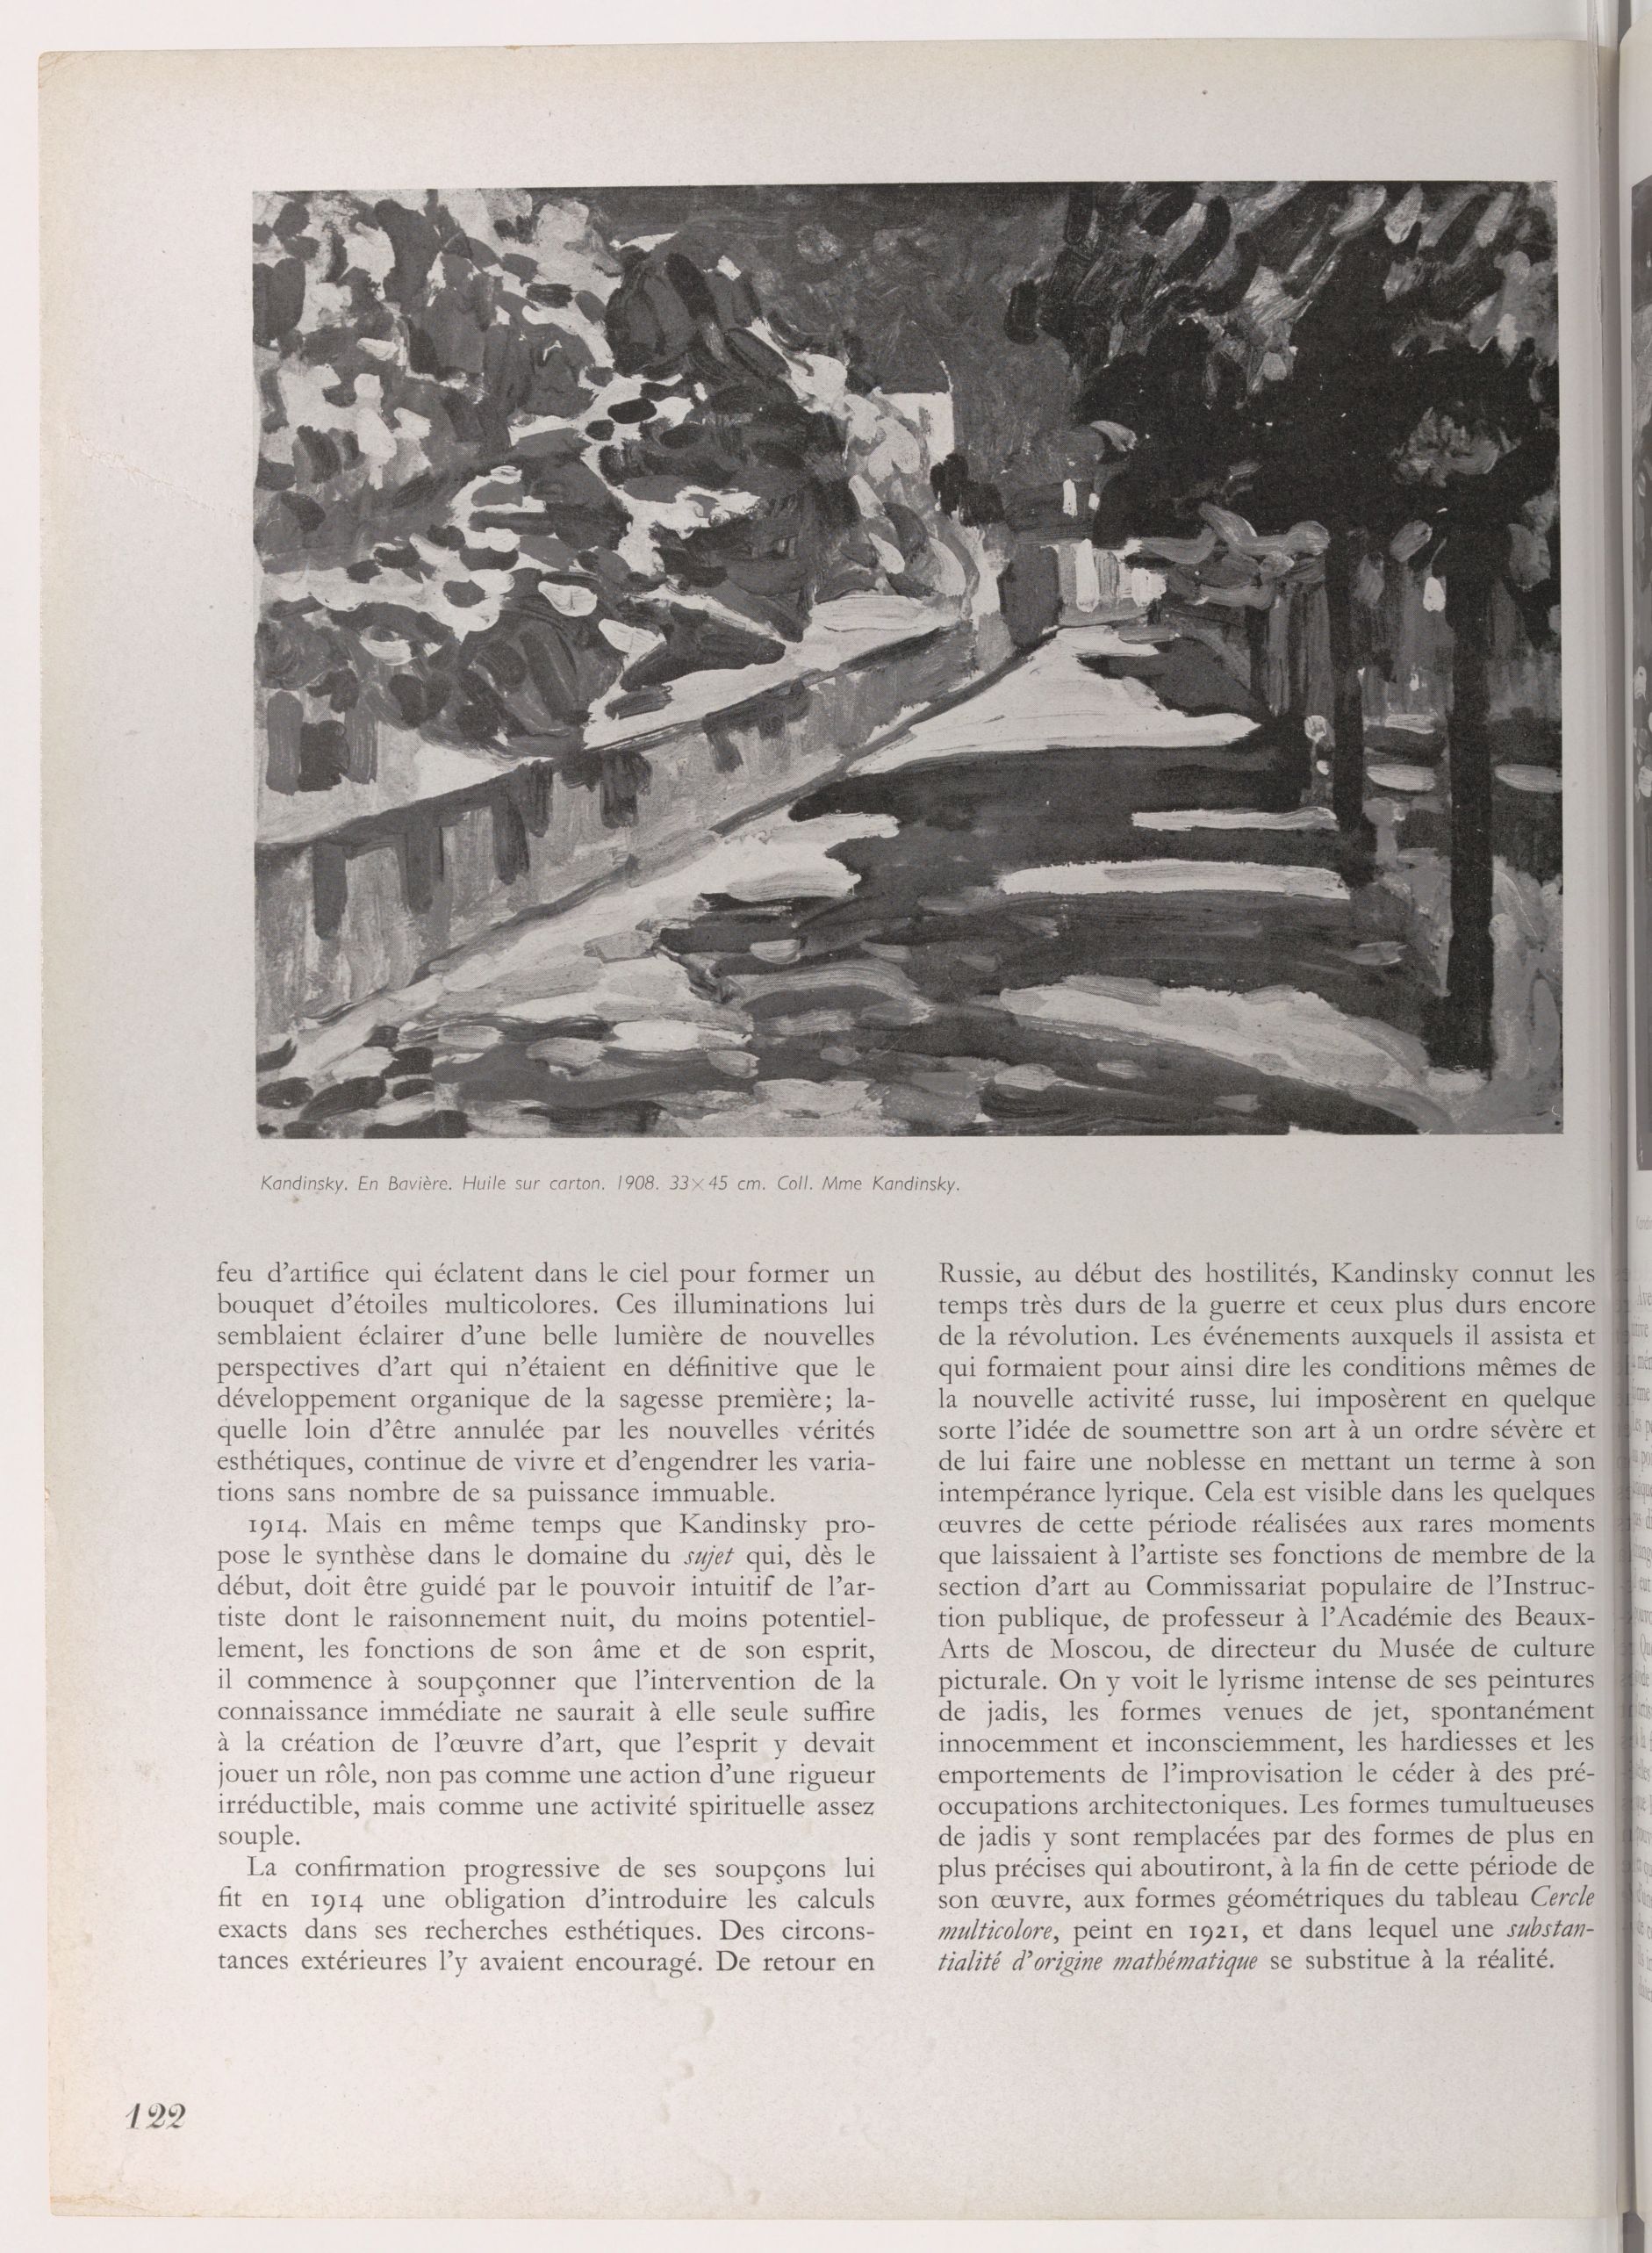 Kandinsky. En Bavière. Huile sur carton. 1908. 33×45 cm. Coll. Mme Kandinsky.
feu d'artifice qui éclatent dans le ciel pour former un
bouquet d'étoiles multicolores. Ces illuminations lui
semblaient éclairer d'une belle lumière de nouvelles
perspectives d'art qui n'étaient en définitive que le
développement organique de la sagesse première; la-
quelle loin d'être annulée par les nouvelles vérités
esthétiques, continue de vivre et d'engendrer les varia-
tions sans nombre de sa puissance immuable.
1914. Mais en même temps que Kandinsky pro-
pose le synthèse dans le domaine du sujet qui, dès le
début, doit être guidé par le pouvoir intuitif de l'ar-
tiste dont le raisonnement nuit, du moins potentiel-
lement, les fonctions de son âme et de son esprit,
il commence à soupçonner que l'intervention de la
connaissance immédiate ne saurait à elle seule suffire
à la création de l'œuvre d'art, que l'esprit y devait
jouer un rôle, non pas comme une action d'une rigueur
irréductible, mais comme une activité spirituelle assez
souple.
La confirmation progressive de ses soupçons lui
fit en 1914 une obligation d'introduire les calculs
exacts dans ses recherches esthétiques. Des circons-
tances extérieures l'y avaient encouragé. De retour en
Russie, au début des hostilités, Kandinsky connut les
temps très durs de la guerre et ceux plus durs encore
de la révolution. Les événements auxquels il assista et
qui formaient pour ainsi dire les conditions mêmes de
la nouvelle activité russe, lui imposèrent en quelque
sorte l'idée de soumettre son art à un ordre sévère et
de lui faire une noblesse en mettant un terme à son
intempérance lyrique. Cela est visible dans les quelques
œuvres de cette période réalisées aux rares moments
que laissaient à l'artiste ses fonctions de membre de la
section d'art au Commissariat populaire de l'Instruc-
tion publique, de professeur à l'Académie des Beaux-
Arts de Moscou, de directeur du Musée de culture
picturale. On y voit le lyrisme intense de ses peintures
de jadis, les formes venues de jet, spontanément
innocemment et inconsciemment, les hardiesses et les
emportements de l'improvisation le céder à des pré-
occupations architectoniques. Les formes tumultueuses
de jadis y sont remplacées par des formes de plus en
plus précises qui aboutiront, à la fin de cette période de
son œuvre, aux formes géométriques du tableau Cercle
multicolore, peint en 1921, et dans lequel une substan-
tialité d'origine mathématique se substitue à la réalité.
122